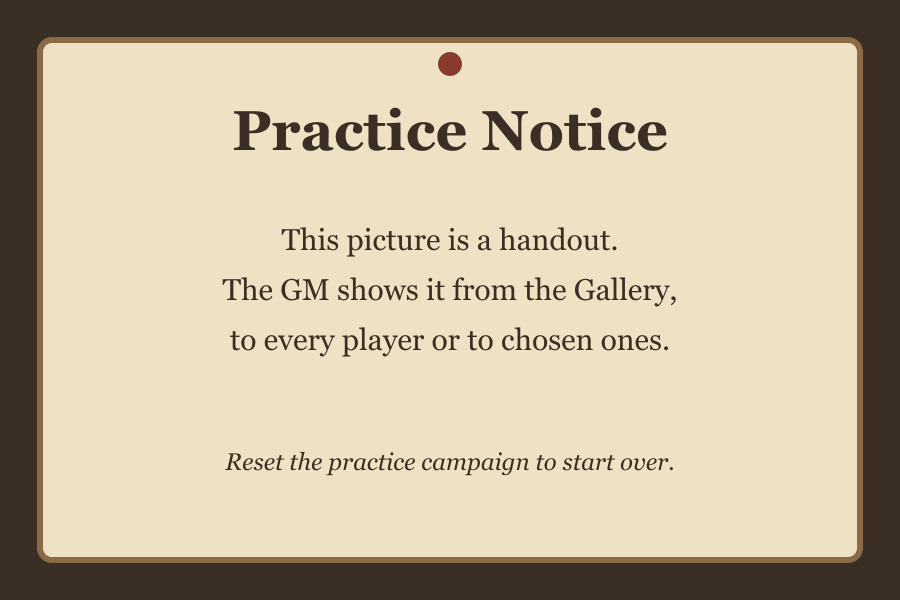 Practice Notice
This picture is a handout.
The GM shows it from the Gallery,
to every player or to chosen ones.
Reset the practice campaign to start over.